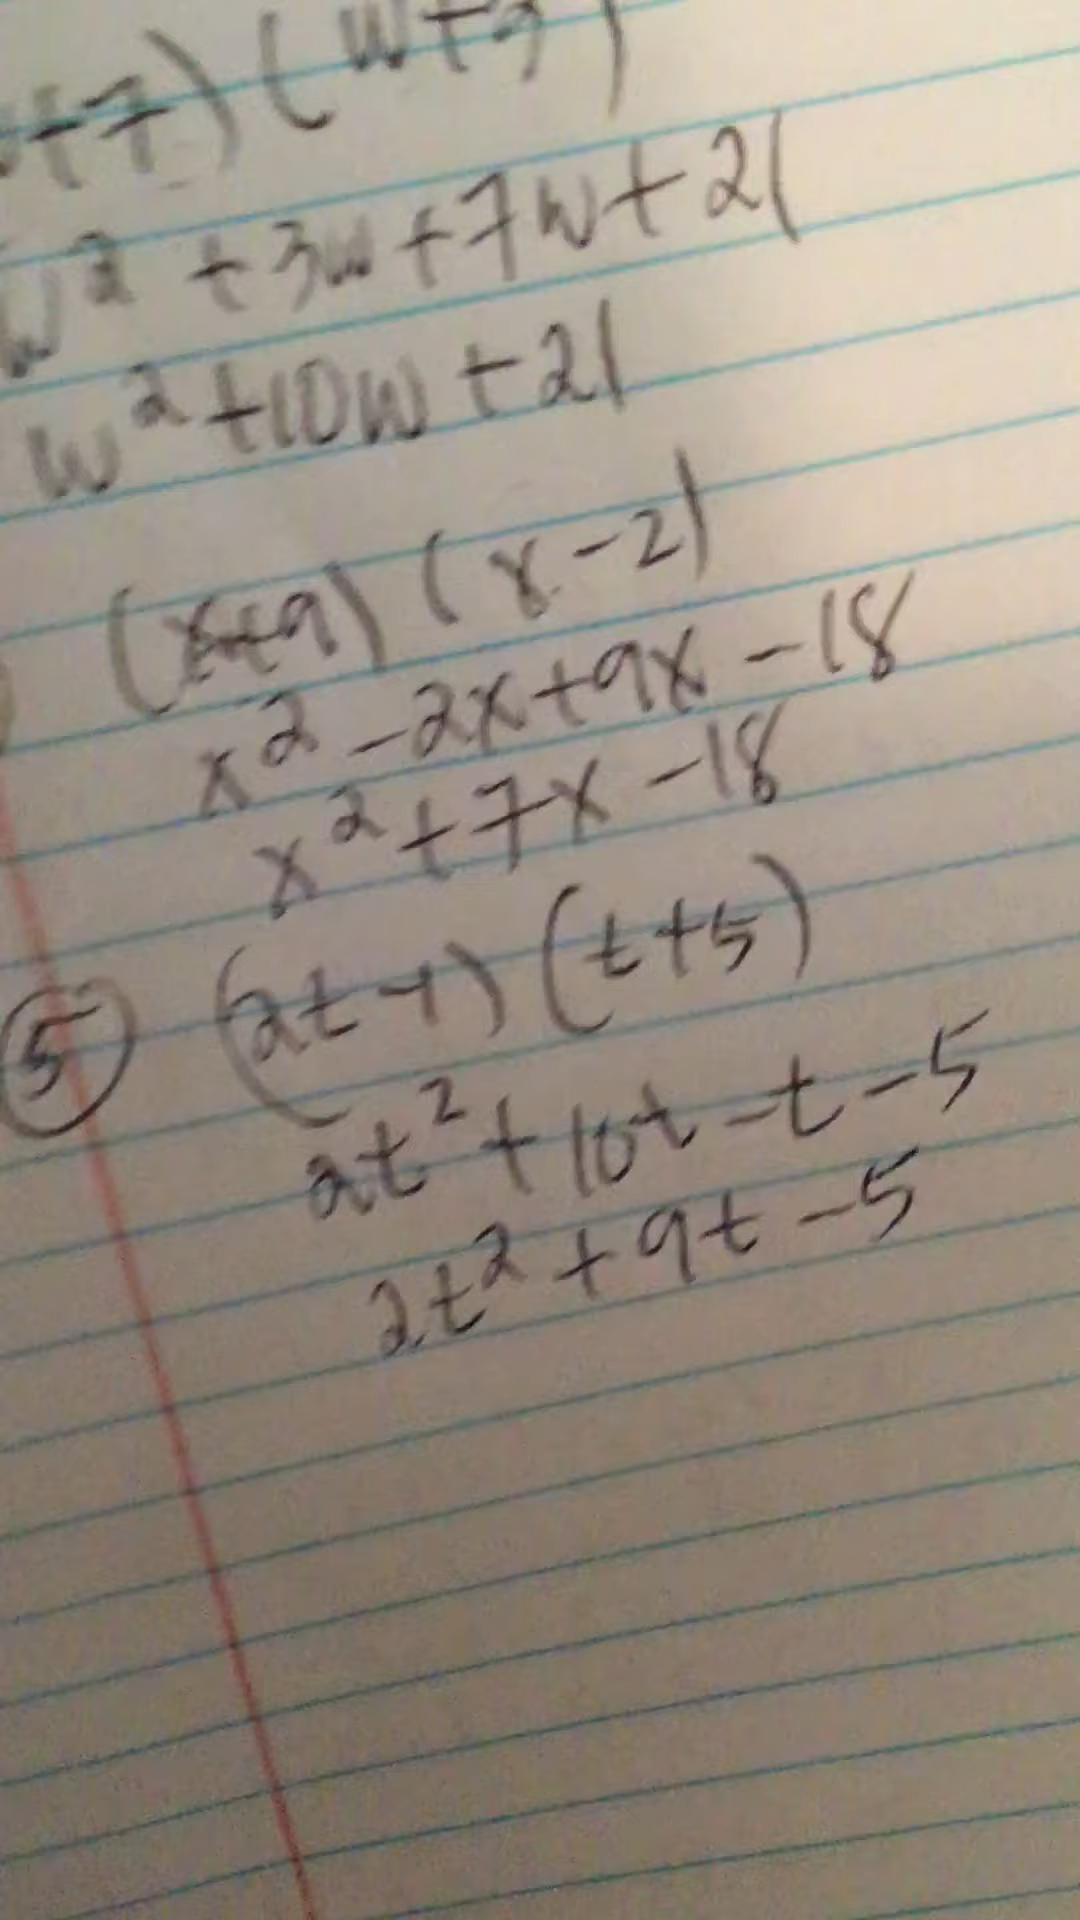 +7) (w+3)
w² + 3w + 7w + 21
w² + 10w + 21
(x+9) (x-2)
x² - 2x + 9x - 18
x² + 7x - 18
5 (2t-1) (t+5)
2t² + 10t - t - 5
2t² + 9t - 5